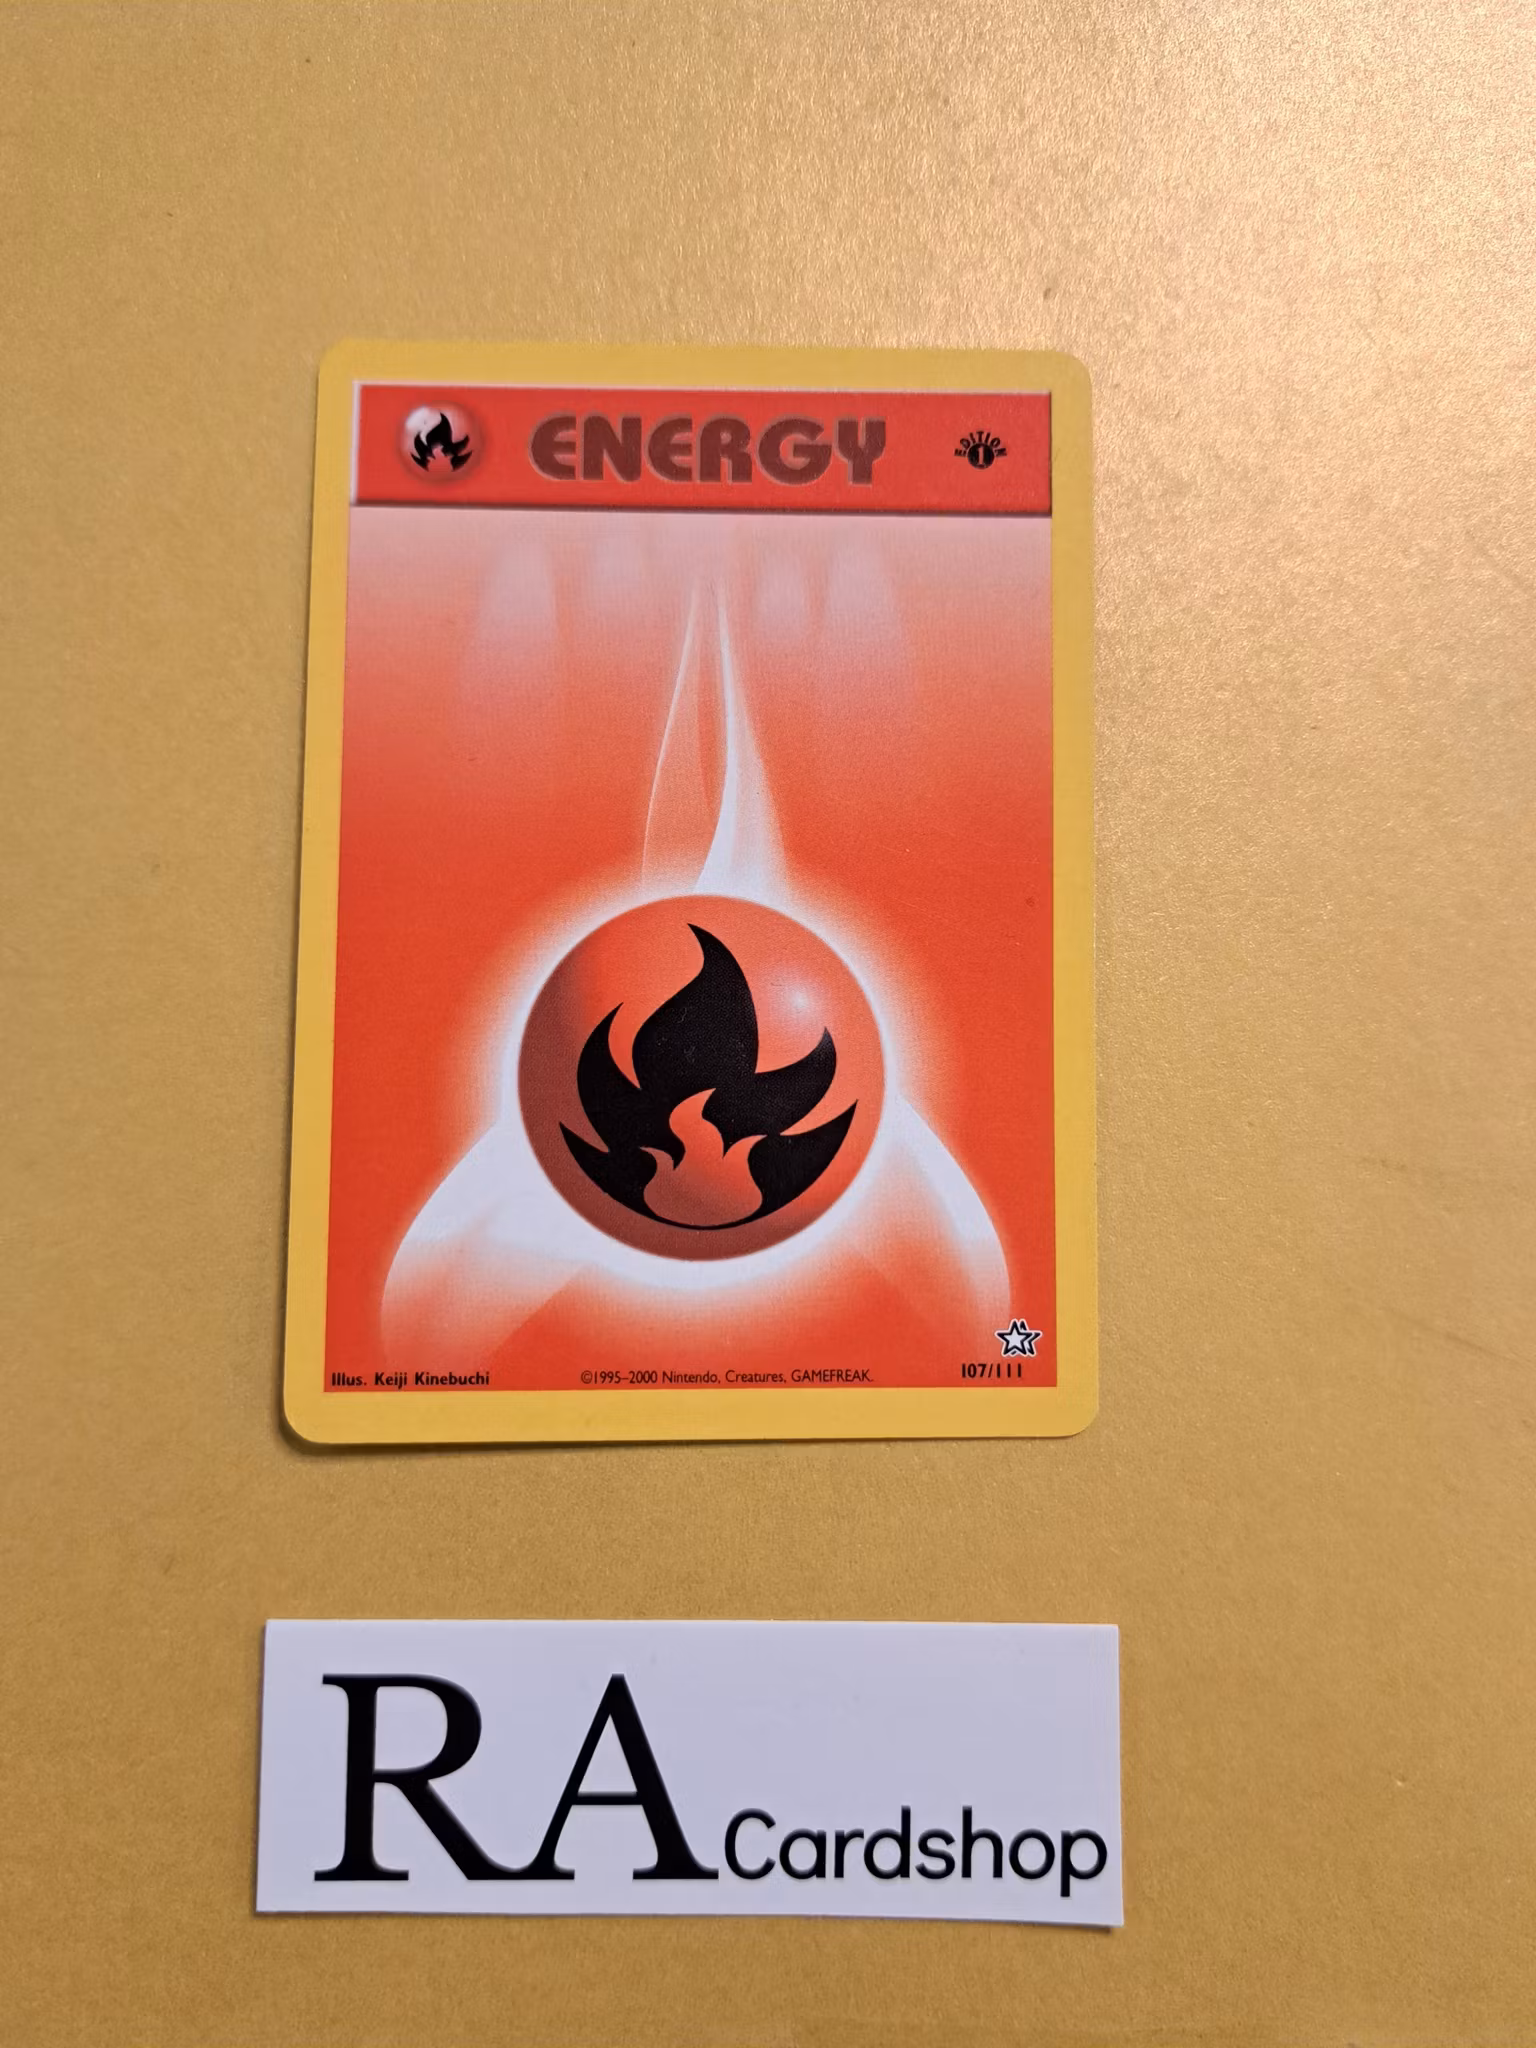 ENERGY
EDITION
1
Illus. Keiji Kinebuchi
©1995–2000 Nintendo, Creatures, GAMEFREAK.
107/111
RA Cardshop